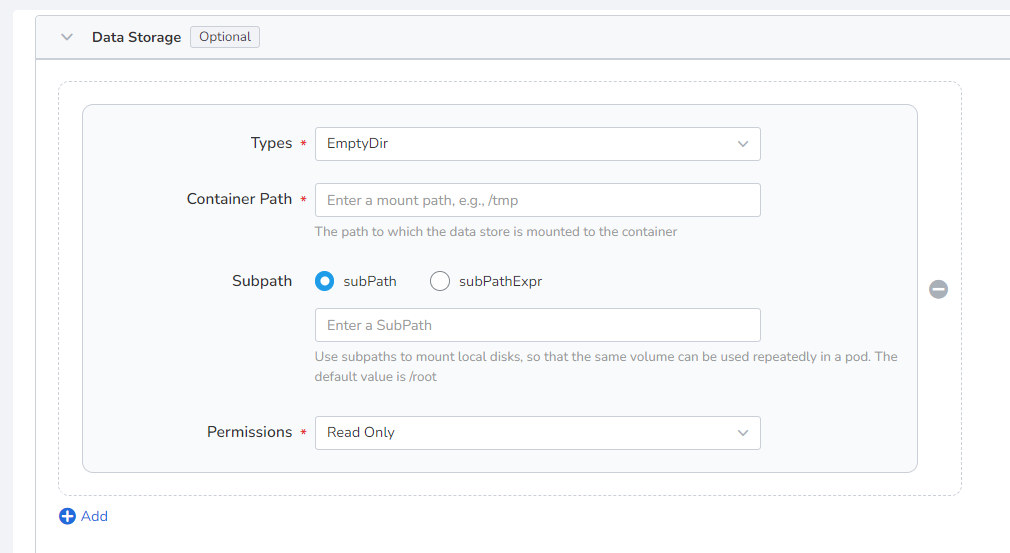 Data Storage Optional
Types * EmptyDir
Container Path * Enter a mount path, e.g., /tmp
The path to which the data store is mounted to the container
Subpath subPath subPathExpr
Enter a SubPath
Use subpaths to mount local disks, so that the same volume can be used repeatedly in a pod. The
default value is /root
Permissions * Read Only
Add